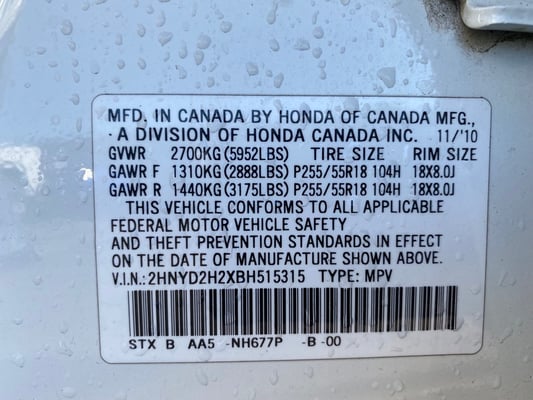 MFD. IN CANADA BY HONDA OF CANADA MFG.,
A DIVISION OF HONDA CANADA INC. 11/'10
GVWR 2700KG (5952LBS) TIRE SIZE RIM SIZE
GAWR F 1310KG (2888LBS) P255/55R18 104H 18X8.0J
GAWR R 1440KG (3175LBS) P255/55R18 104H 18X8.0J
THIS VEHICLE CONFORMS TO ALL APPLICABLE
FEDERAL MOTOR VEHICLE SAFETY
AND THEFT PREVENTION STANDARDS IN EFFECT
ON THE DATE OF MANUFACTURE SHOWN ABOVE.
V.I.N.:2HNYD2H2XBH515315 TYPE: MPV
STX B AA5 -NH677P -B -00